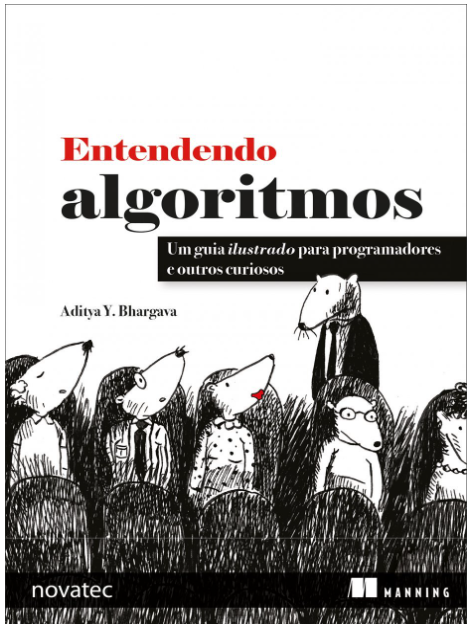 Entendendo
algoritmos
Um guia ilustrado para programadores
e outros curiosos
Aditya Y. Bhargava
novatec
MANNING